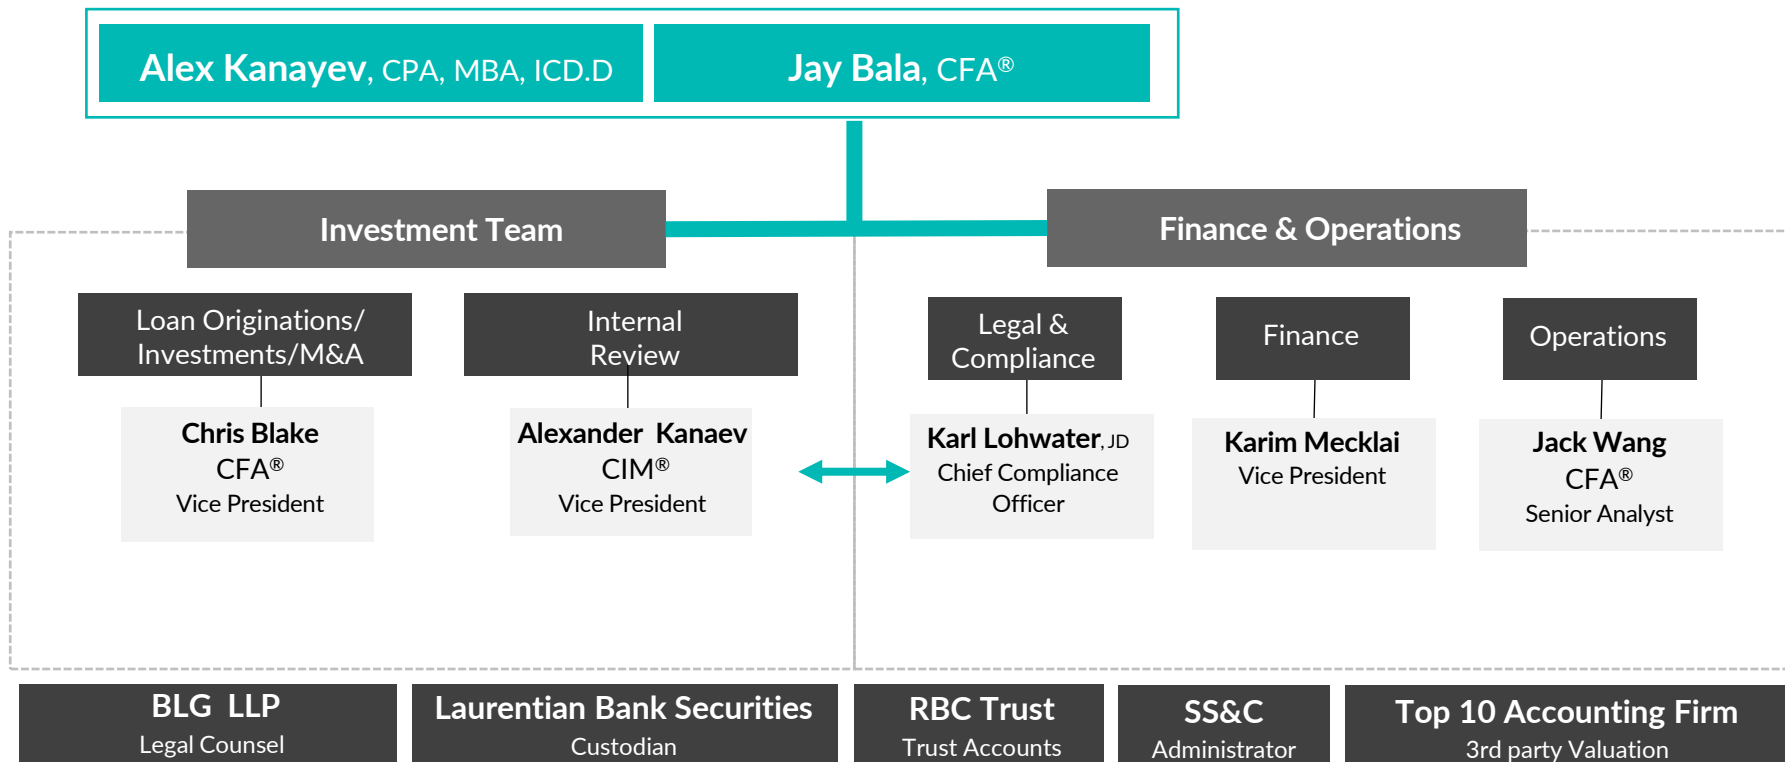 Alex Kanayev, CPA, MBA, ICD.D
Jay Bala, CFA®
Investment Team
Finance & Operations
Loan Originations/
Investments/M&A
Internal
Review
Legal &
Compliance
Finance
Operations
Chris Blake
CFA®
Vice President
Alexander  Kanaev
CIM®
Vice President
Karl Lohwater, JD
Chief Compliance
Officer
Karim Mecklai
Vice President
Jack Wang
CFA®
Senior Analyst
BLG  LLP
Legal Counsel
Laurentian Bank Securities
Custodian
RBC Trust
Trust Accounts
SS&C
Administrator
Top 10 Accounting Firm
3rd party Valuation